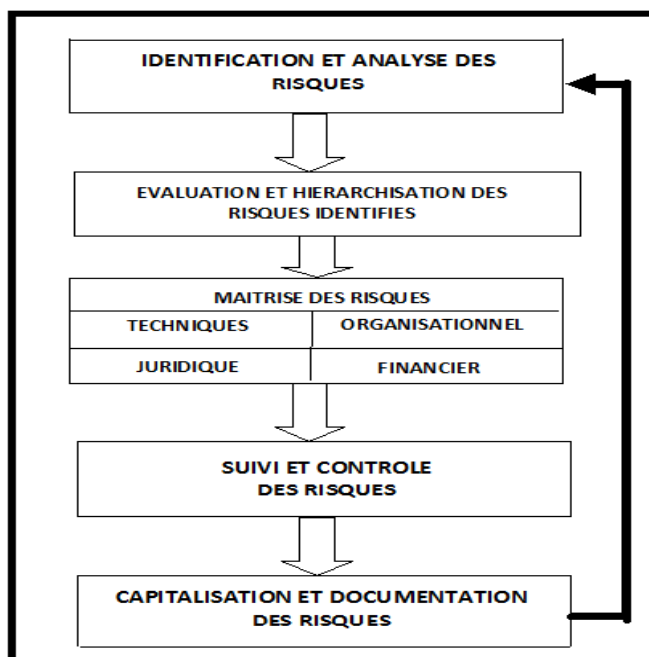 IDENTIFICATION ET ANALYSE DES
RISQUES
EVALUATION ET HIERARCHISATION DES
RISQUES IDENTIFIES
MAITRISE DES RISQUES
TECHNIQUES
ORGANISATIONNEL
JURIDIQUE
FINANCIER
SUIVI ET CONTROLE
DES RISQUES
CAPITALISATION ET DOCUMENTATION
DES RISQUES